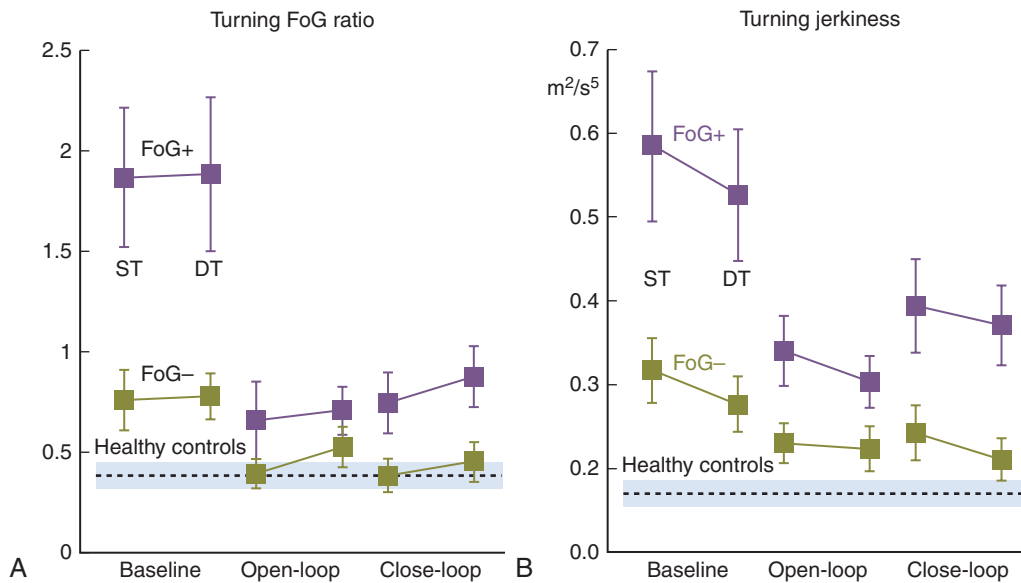 Turning FoG ratio
2.5
2
1.5
1
0.5
0
FoG+
ST DT
FoG–
Healthy controls
Baseline Open-loop Close-loop
A
Turning jerkiness
m²/s⁵
0.7
0.6
0.5
0.4
0.3
0.2
0.0
FoG+
ST DT
FoG–
Healthy controls
Baseline Open-loop Close-loop
B